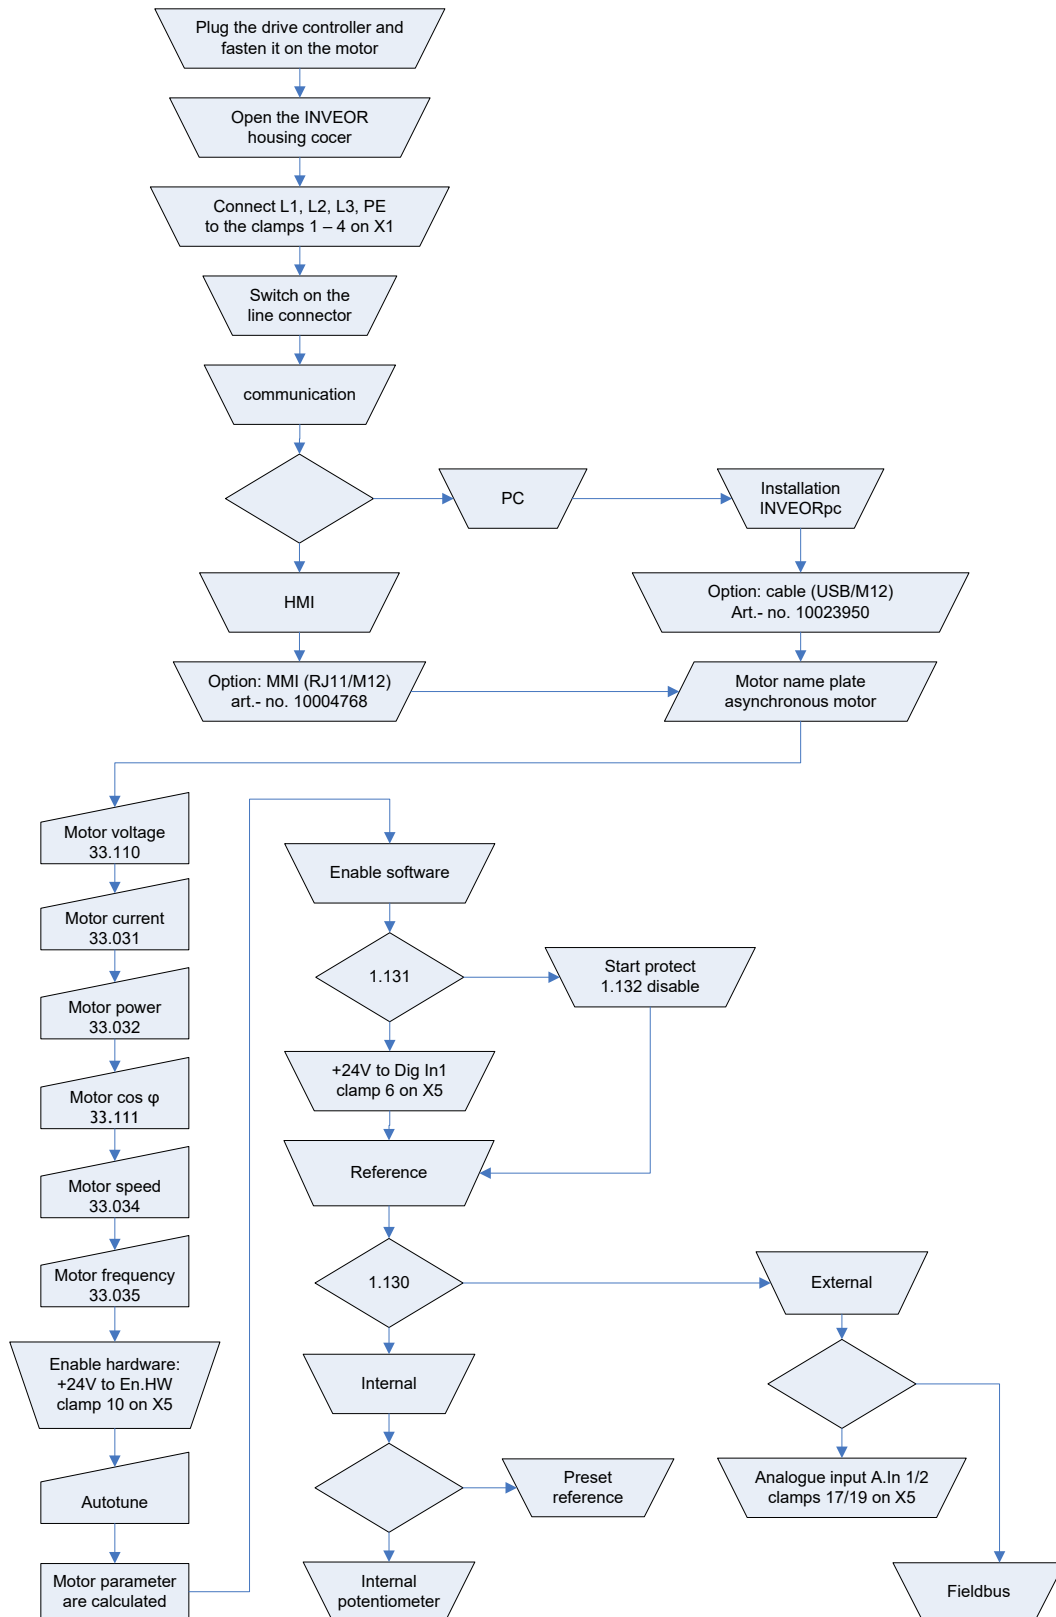 Plug the drive controller and
fasten it on the motor
Open the INVEOR
housing cocer
Connect L1, L2, L3, PE
to the clamps 1 – 4 on X1
Switch on the
line connector
communication
PC
Installation
INVEORpc
HMI
Option: cable (USB/M12)
Art.- no. 10023950
Option: MMI (RJ11/M12)
art.- no. 10004768
Motor name plate
asynchronous motor
Motor voltage
33.110
Motor current
33.031
Motor power
33.032
Motor cos φ
33.111
Motor speed
33.034
Motor frequency
33.035
Enable hardware:
+24V to En.HW
clamp 10 on X5
Autotune
Motor parameter
are calculated
Enable software
1.131
Start protect
1.132 disable
+24V to Dig In1
clamp 6 on X5
Reference
1.130
External
Internal
Preset
reference
Analogue input A.In 1/2
clamps 17/19 on X5
Internal
potentiometer
Fieldbus